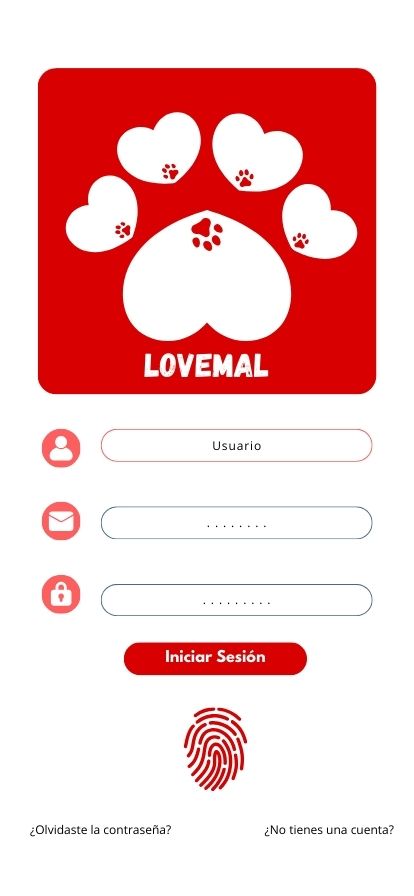 LOVEMAL
Usuario
. . . . . . . .
. . . . . . . . .
Iniciar Sesión
¿Olvidaste la contraseña?
¿No tienes una cuenta?